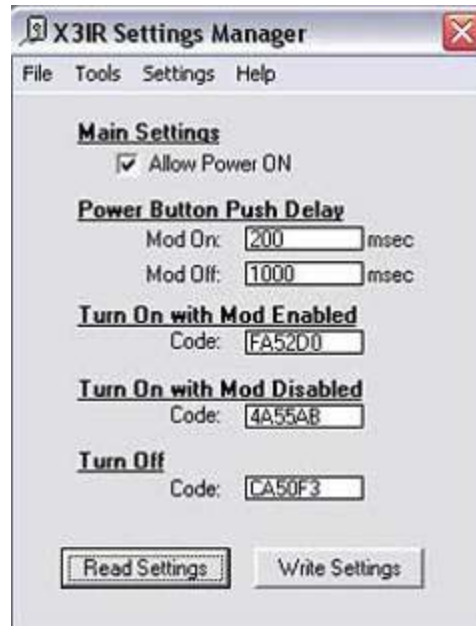 X3IR Settings Manager
File Tools Settings Help
Main Settings
Allow Power ON
Power Button Push Delay
Mod On: 200 msec
Mod Off: 1000 msec
Turn On with Mod Enabled
Code: FA52D0
Turn On with Mod Disabled
Code: 4A55AB
Turn Off
Code: CA50F3
Read Settings Write Settings